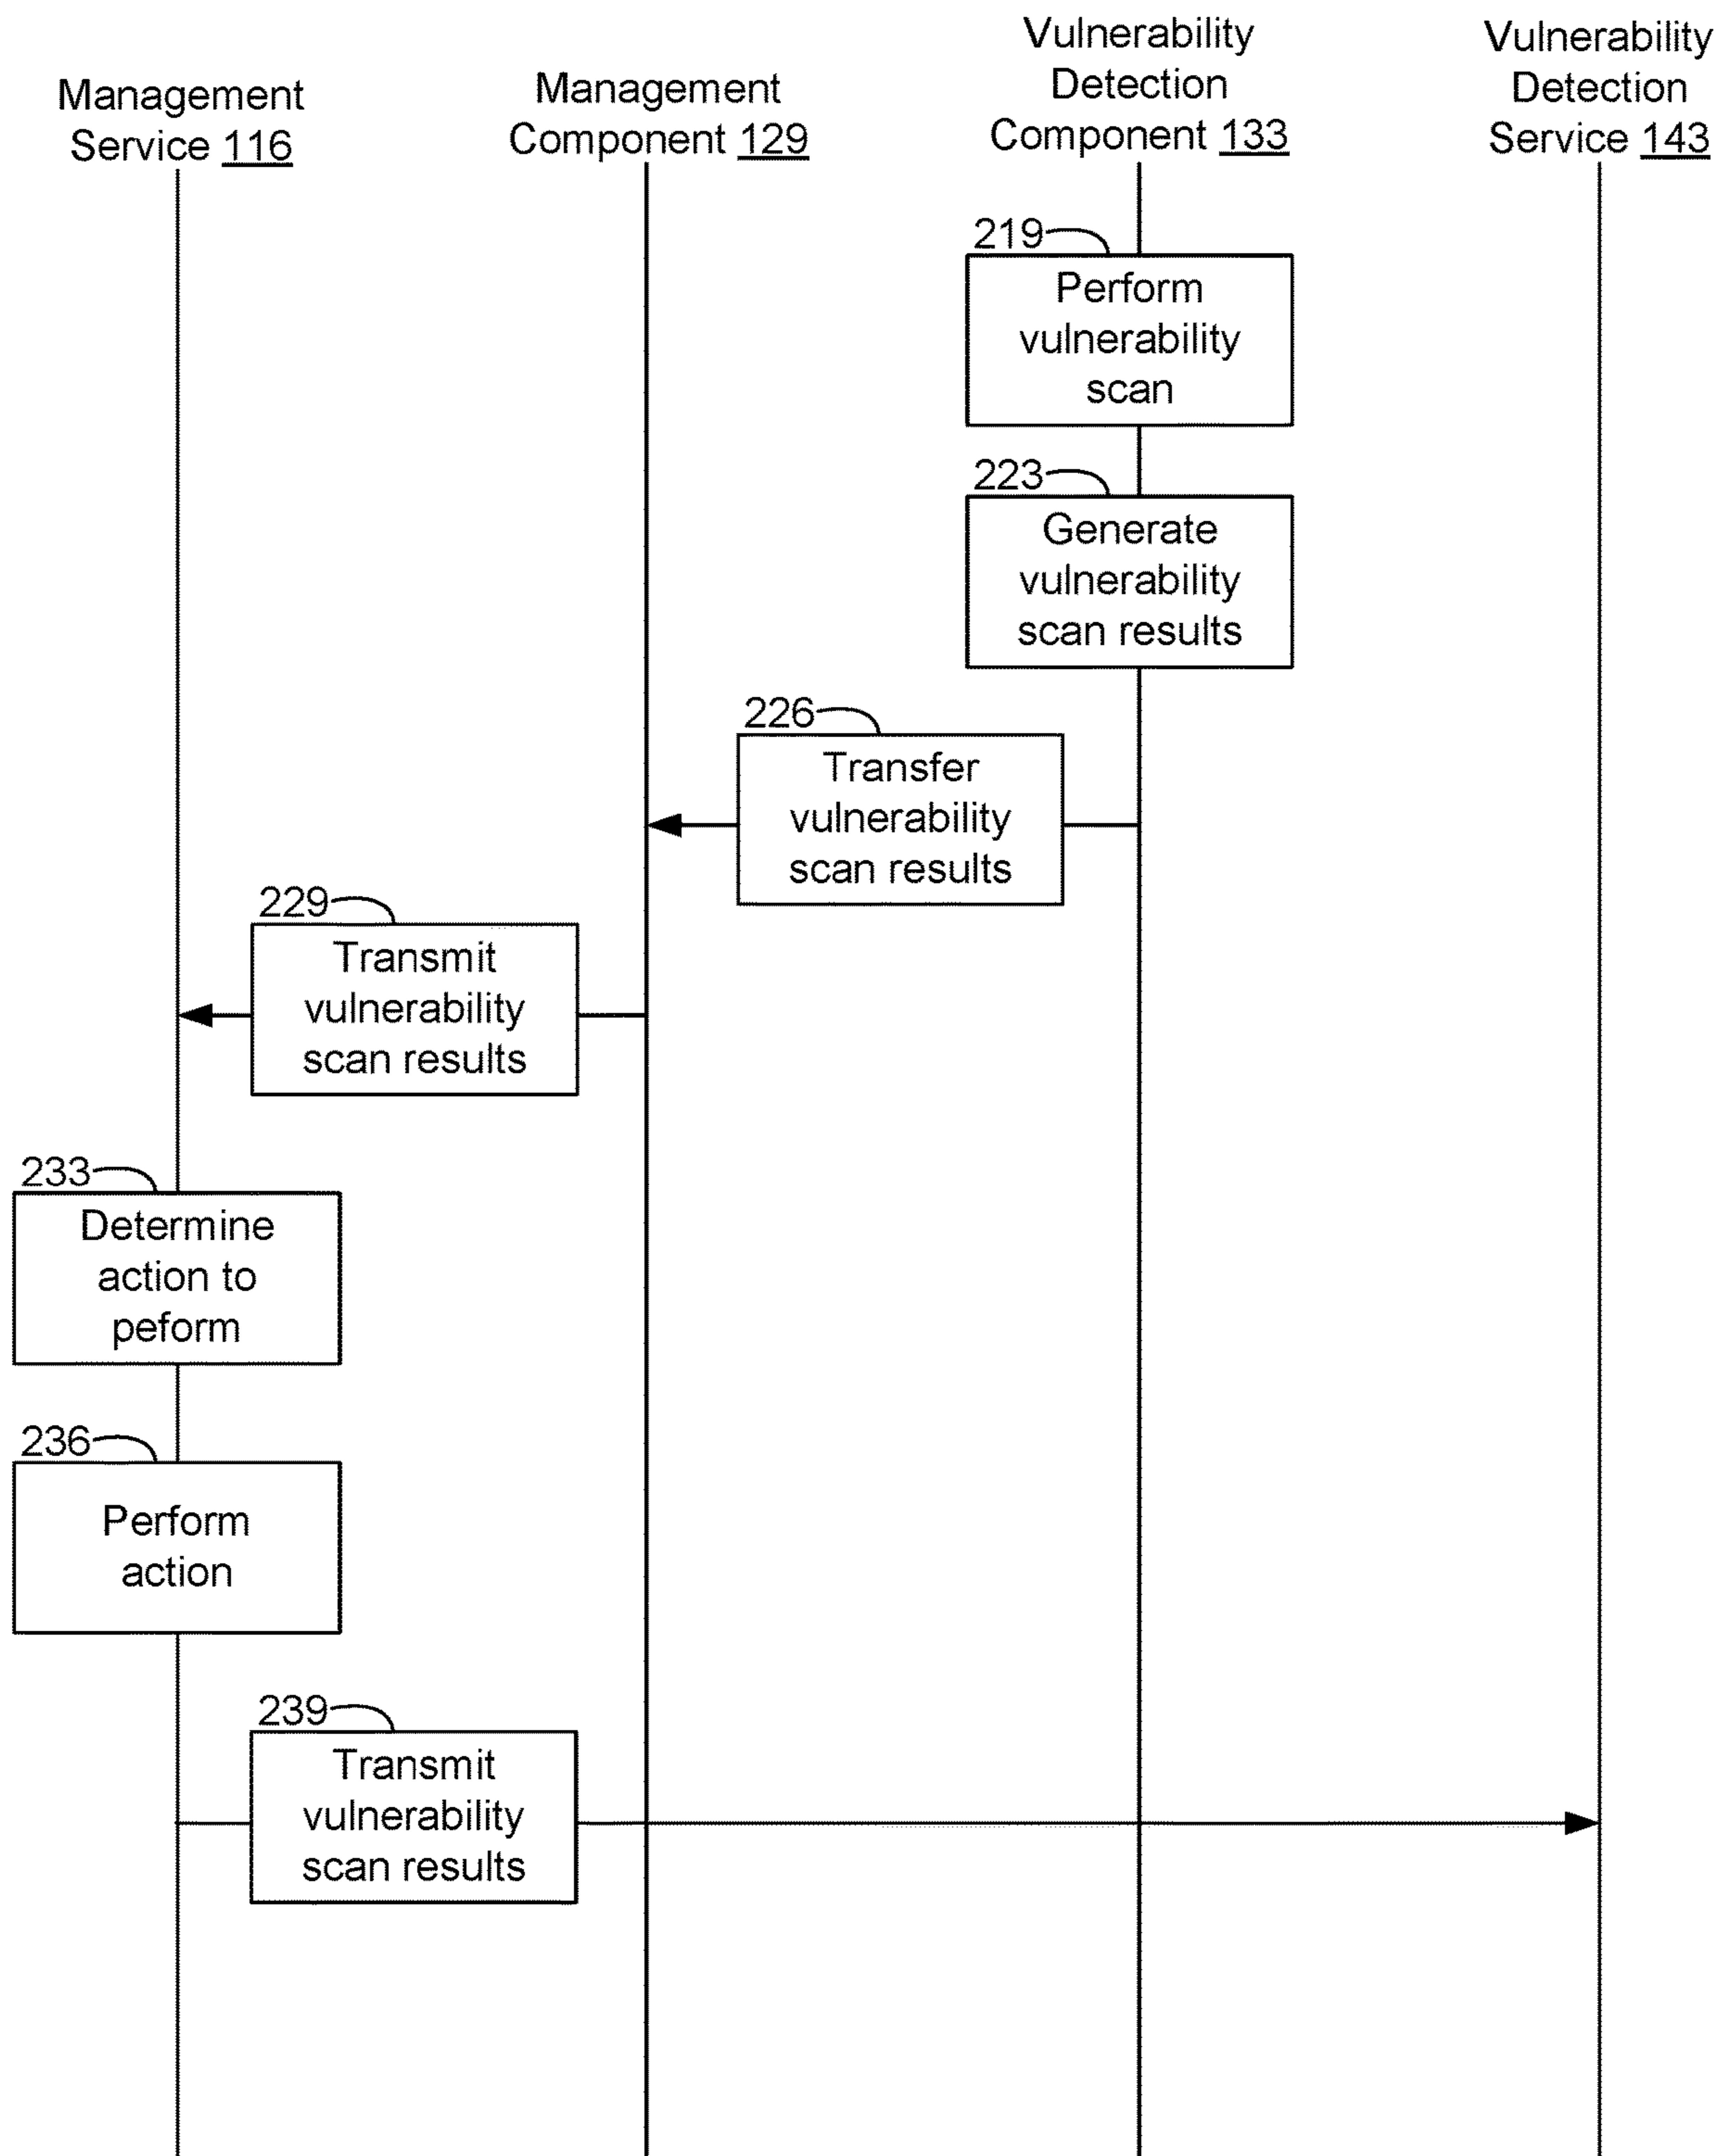 Management
Service 116
Management
Component 129
Vulnerability
Detection
Component 133
Vulnerability
Detection
Service 143
219
Perform
vulnerability
scan
223
Generate
vulnerability
scan results
226
Transfer
vulnerability
scan results
229
Transmit
vulnerability
scan results
233
Determine
action to
peform
236
Perform
action
239
Transmit
vulnerability
scan results